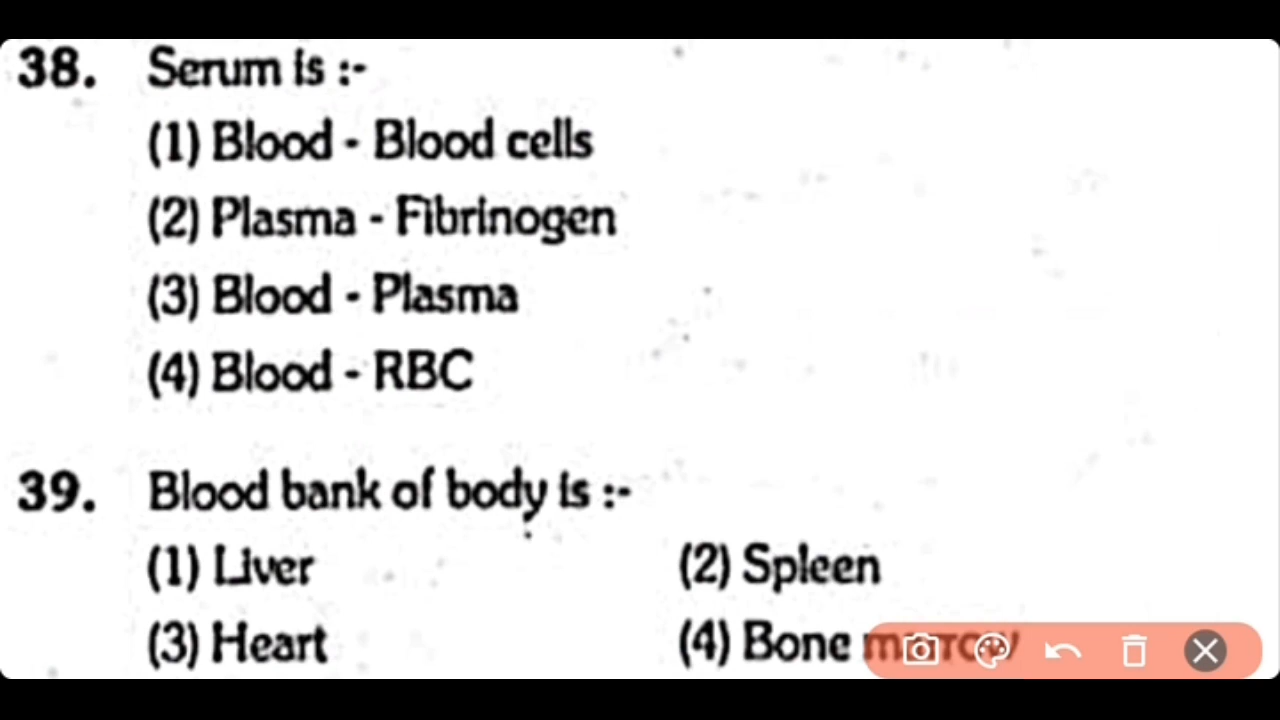 38. Serum is :-
(1) Blood - Blood cells
(2) Plasma - Fibrinogen
(3) Blood - Plasma
(4) Blood - RBC
39. Blood bank of body is :-
(1) Liver (2) Spleen
(3) Heart (4) Bone marrow